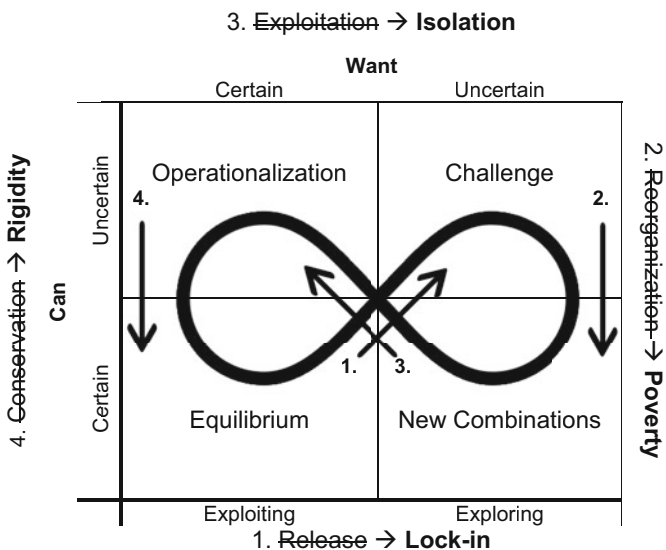 3. Exploitation → Isolation
Want
Certain Uncertain
Operationalization Challenge
4. 2.
Uncertain
Can
Certain
4. Conservation → Rigidity
2. Reorganization → Poverty
1. 3.
Equilibrium New Combinations
Exploiting Exploring
1. Release → Lock-in